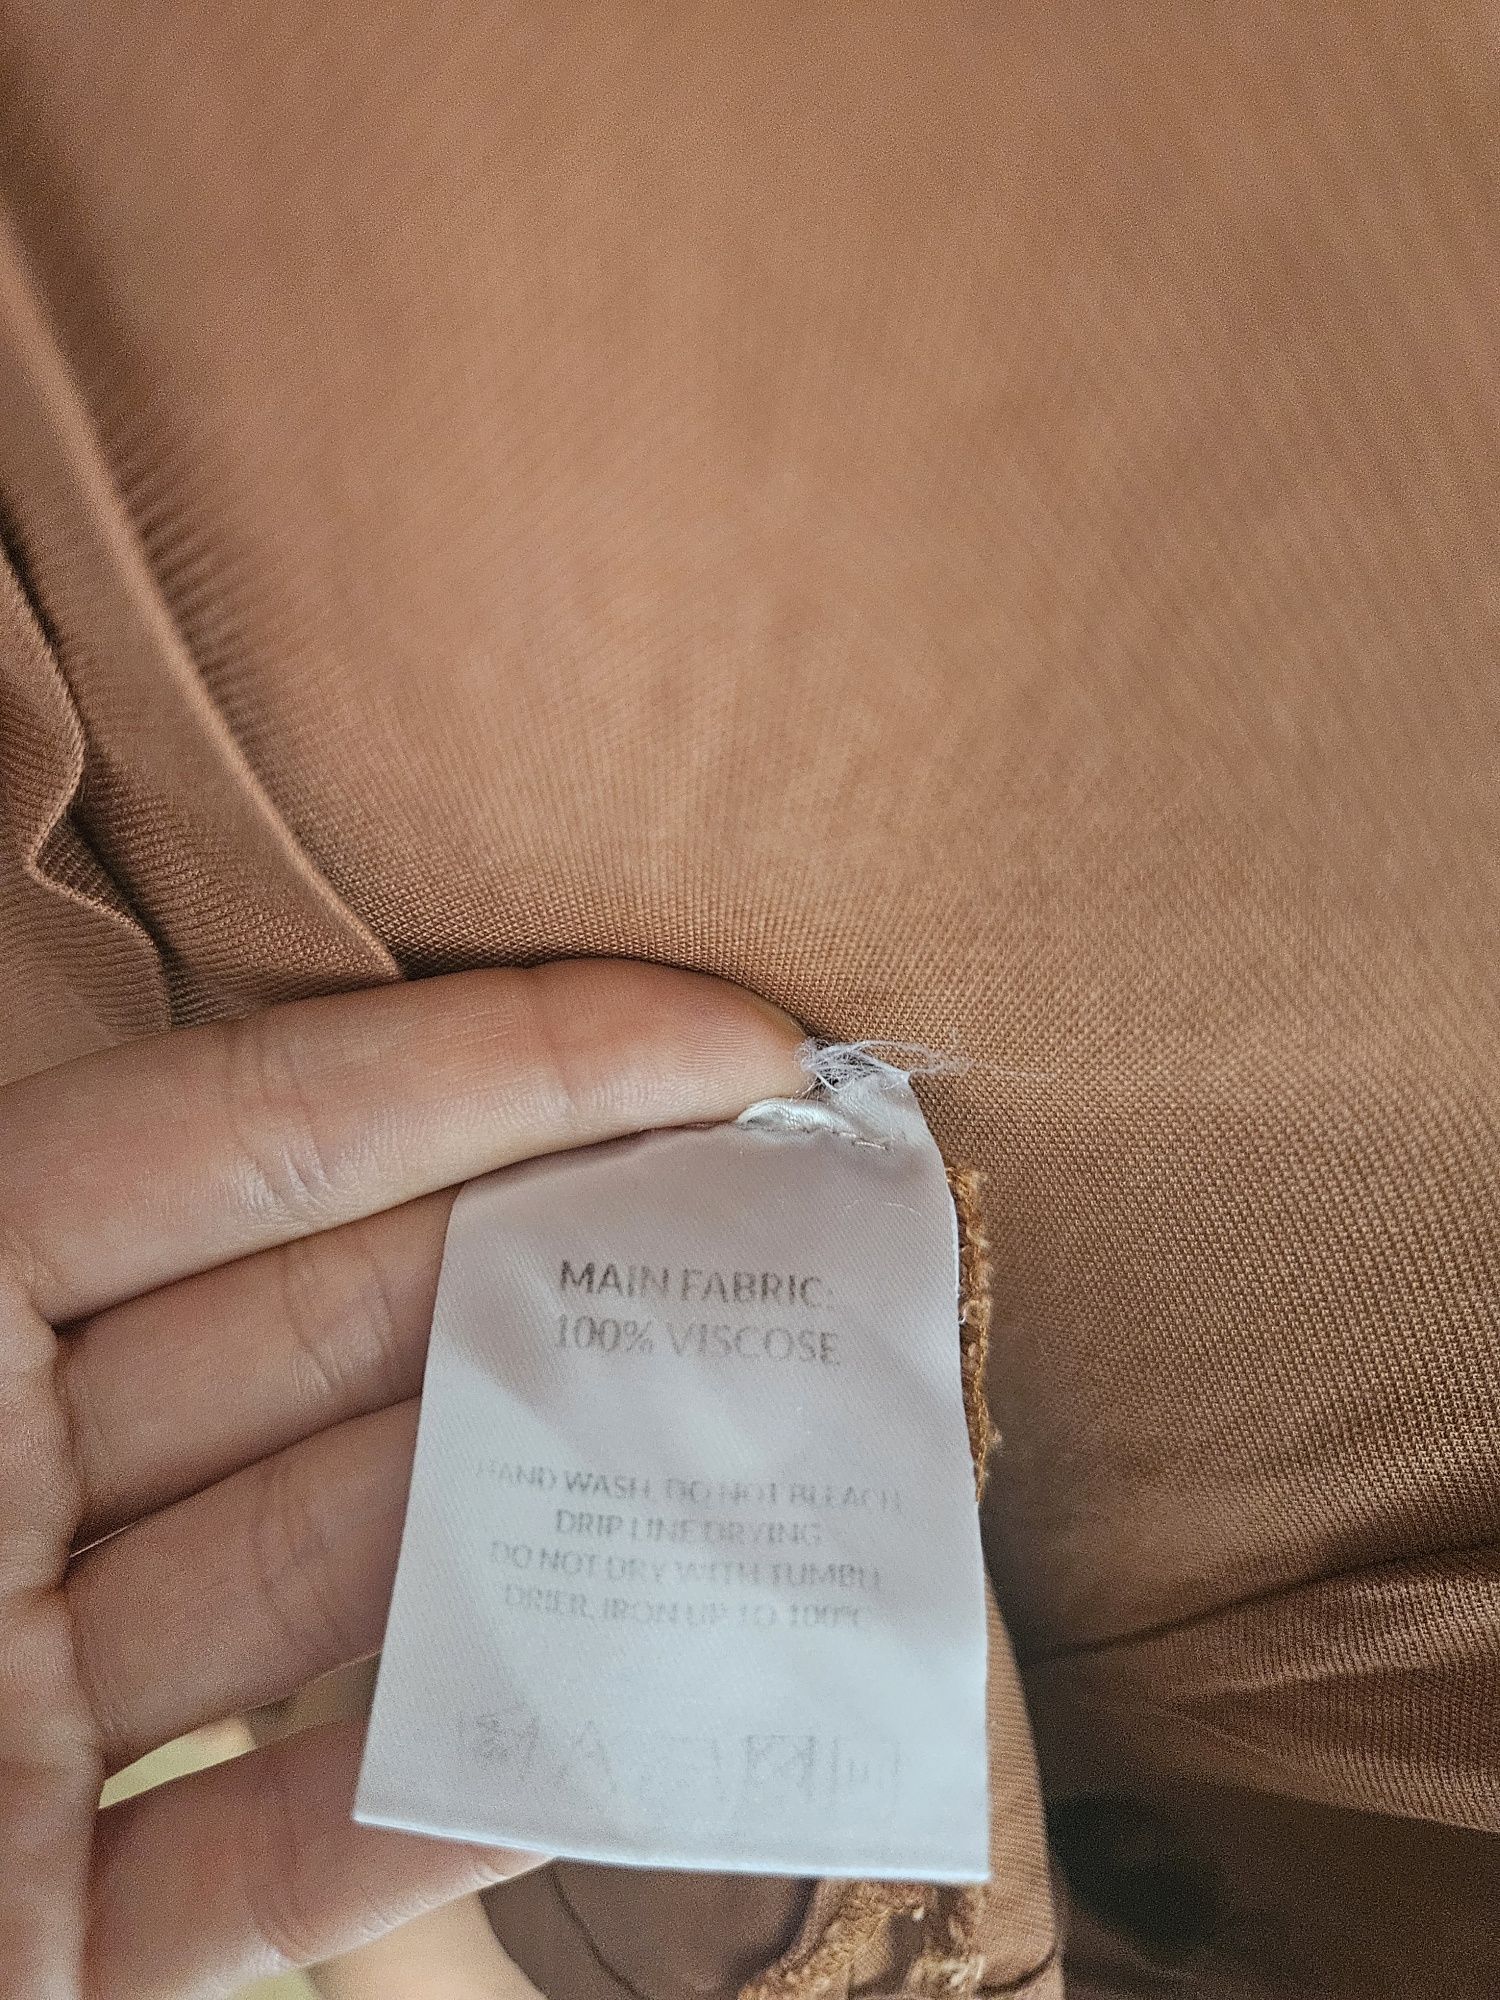 MAIN FABRIC:
100% VISCOSE
HAND WASH, DO NOT BLEACH
DRIP LINE DRYING
DO NOT DRY WITH TUMBLE
DRIER, IRON UP TO 100°C